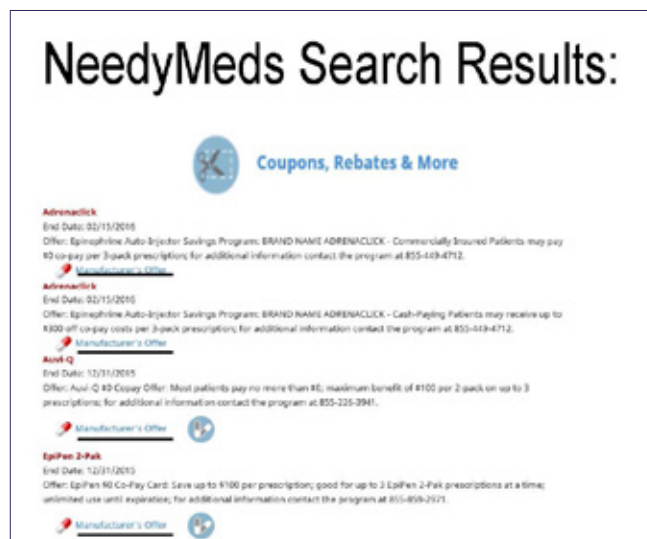 NeedyMeds Search Results:
Coupons, Rebates & More
Adrenaclick
End Date: 02/15/2016
Offer: Epinephrine Auto-Injector Savings Program: BRAND NAME ADRENACLICK - Commercially Insured Patients may pay
$0 co-pay per 3-pack prescription; for additional information contact the program at 855-449-4712.
Manufacturer's Offer
Adrenaclick
End Date: 02/15/2016
Offer: Epinephrine Auto-Injector Savings Program: BRAND NAME ADRENACLICK - Cash-Paying Patients may receive up to
$300 off co-pay costs per 3-pack prescription; for additional information contact the program at 855-449-4712.
Manufacturer's Offer
Auvi-Q
End Date: 12/31/2015
Offer: Auvi-Q $0 Copay Offer: Most patients pay no more than $0; maximum benefit of $100 per 2-pack on up to 3
prescriptions; for additional information contact the program at 855-226-3941.
Manufacturer's Offer
EpiPen 2-Pak
End Date: 12/31/2015
Offer: EpiPen $0 Co-Pay Card: Save up to $100 per prescription; good for up to 3 EpiPen 2-Pak prescriptions at a time;
unlimited use until expiration; for additional information contact the program at 855-859-2971.
Manufacturer's Offer